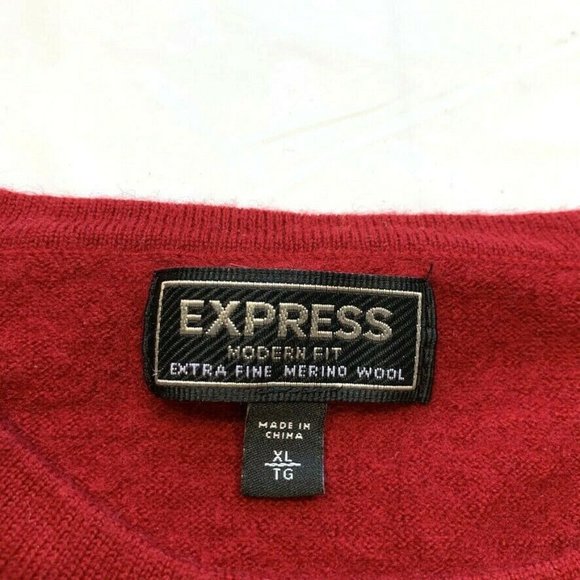 EXPRESS
MODERN FIT
EXTRA FINE MERINO WOOL
MADE IN
CHINA
XL
TG